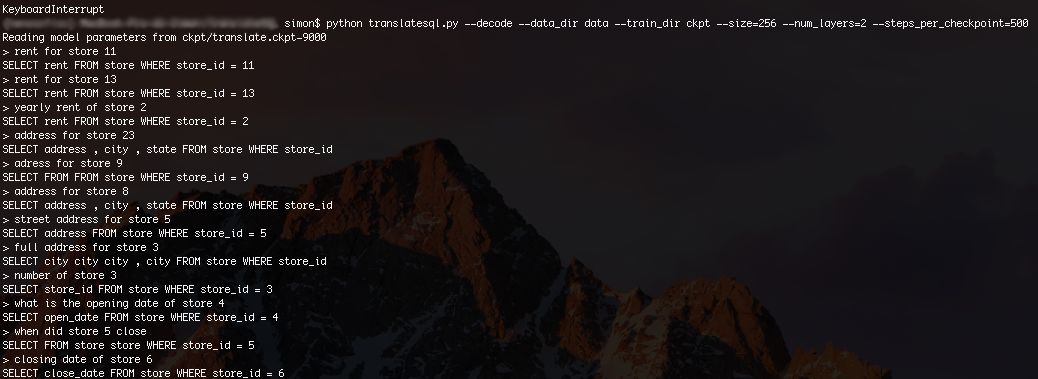 KeyboardInterrupt
simon$ python translatesql.py --decode --data_dir data --train_dir ckpt --size=256 --num_layers=2 --steps_per_checkpoint=500
Reading model parameters from ckpt/translate.ckpt-9000
> rent for store 11
SELECT rent FROM store WHERE store_id = 11
> rent for store 13
SELECT rent FROM store WHERE store_id = 13
> yearly rent of store 2
SELECT rent FROM store WHERE store_id = 2
> address for store 23
SELECT address , city , state FROM store WHERE store_id
> adress for store 9
SELECT FROM FROM FROM WHERE store_id = 9
> address for store 8
SELECT address , city , state FROM store WHERE store_id
> street address for store 5
SELECT address FROM store WHERE store_id = 5
> full address for store 3
SELECT city city city , city FROM store WHERE store_id
> number of store 3
SELECT store_id FROM store WHERE store_id = 3
> what is the opening date of store 4
SELECT open_date FROM store WHERE store_id = 4
> when did store 5 close
SELECT FROM store store WHERE store_id = 5
> closing date of store 6
SELECT close_date FROM store WHERE store_id = 6